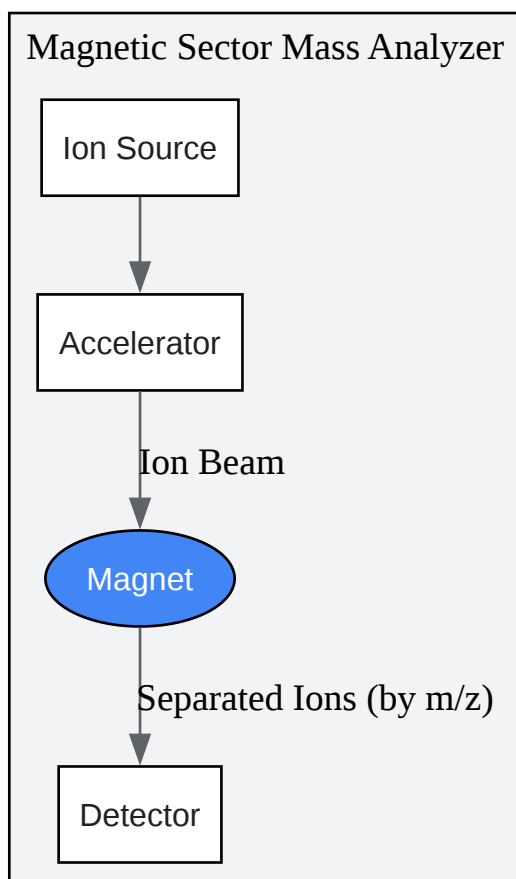 Magnetic Sector Mass Analyzer
Ion Source
Accelerator
Ion Beam
Magnet
Separated Ions (by m/z)
Detector